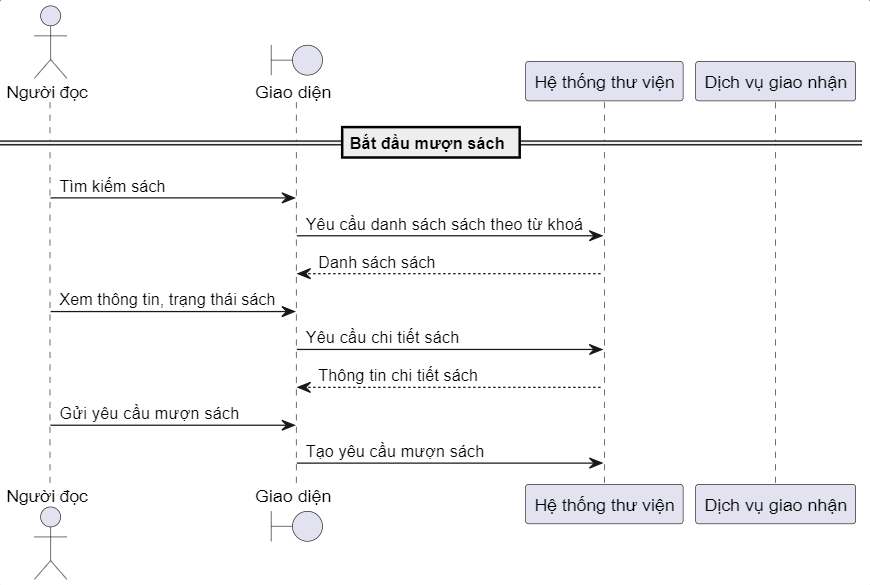 Người đọc
Giao diện
Hệ thống thư viện
Dịch vụ giao nhận
Bắt đầu mượn sách
Tìm kiếm sách
Yêu cầu danh sách sách theo từ khoá
Danh sách sách
Xem thông tin, trạng thái sách
Yêu cầu chi tiết sách
Thông tin chi tiết sách
Gửi yêu cầu mượn sách
Tạo yêu cầu mượn sách
Người đọc
Giao diện
Hệ thống thư viện
Dịch vụ giao nhận